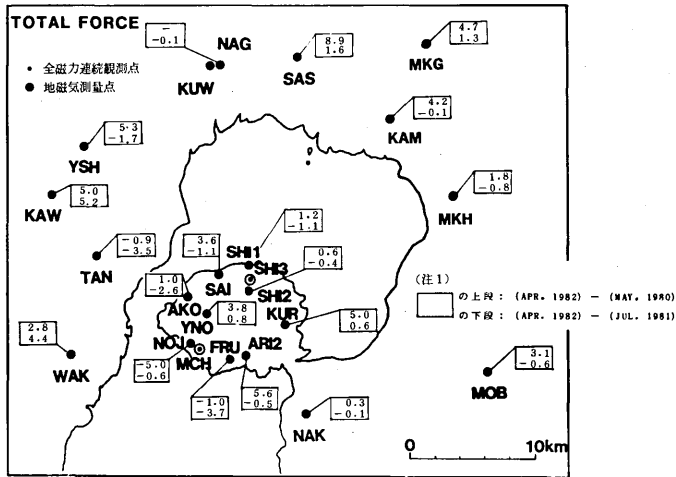 TOTAL FORCE
• 全磁力連続観測点
● 地磁気測量点
−
−0.1
NAG
KUW
8.9
1.6
SAS
4.7
1.3
MKG
4.2
−0.1
KAM
5.3
−1.7
YSH
5.0
5.2
KAW
1.8
−0.8
MKH
−0.9
−3.5
TAN
3.6
−1.1
SAI
1.2
−1.1
SHI1
SHI3
0.6
−0.4
SHI2
1.0
−2.6
AKO
3.8
0.8
YNO
KUR
5.0
0.6
2.8
4.4
WAK
NOJ
MCH
−5.0
−0.6
FRU
−1.0
−3.7
ARI2
5.6
−0.5
NAK
0.3
−0.1
3.1
−0.6
MOB
(注1)
の上段: (APR. 1982) − (MAY. 1980)
の下段: (APR. 1982) − (JUL. 1981)
0 10km